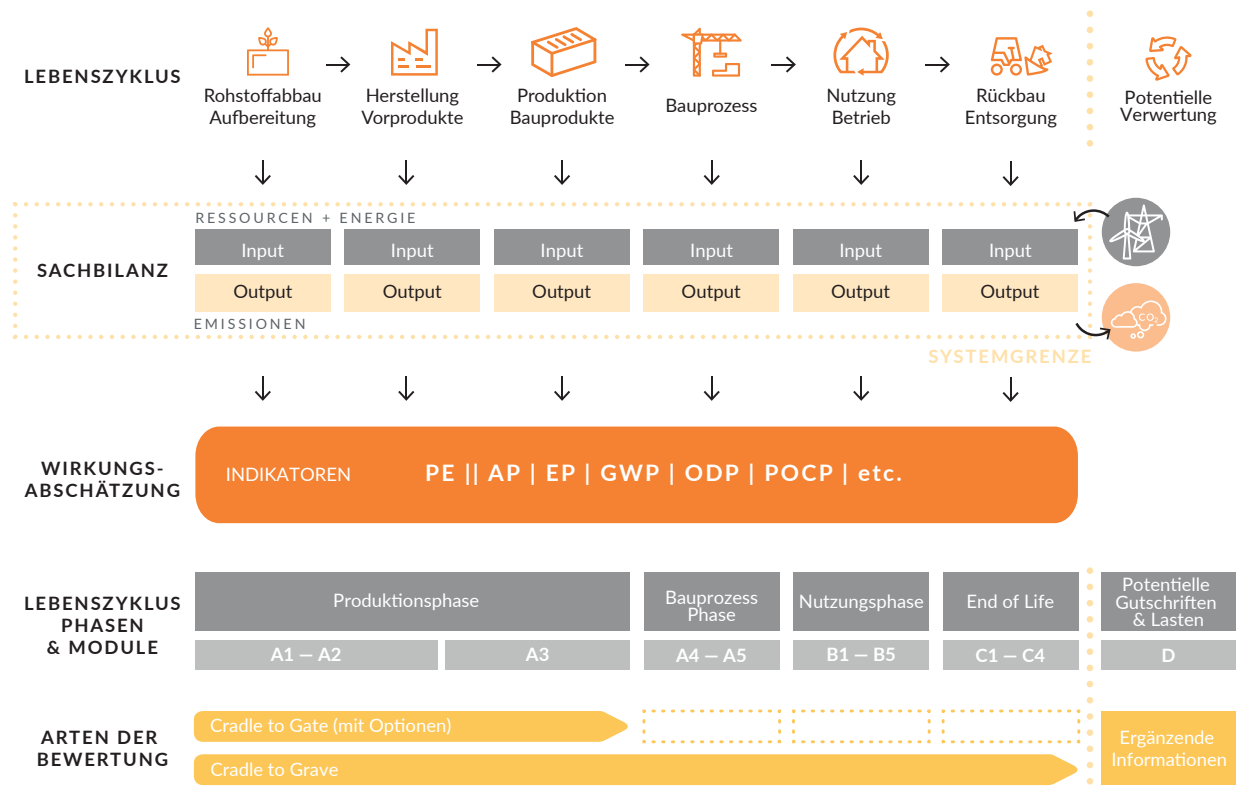 LEBENSZYKLUS
Rohstoffabbau
Aufbereitung
Herstellung
Vorprodukte
Produktion
Bauprodukte
Bauprozess
Nutzung
Betrieb
Rückbau
Entsorgung
Potentielle
Verwertung
SACHBILANZ
RESSOURCEN + ENERGIE
Input
Input
Input
Input
Input
Input
Output
Output
Output
Output
Output
Output
EMISSIONEN
CO₂
SYSTEMGRENZE
WIRKUNGS-
ABSCHÄTZUNG
INDIKATOREN
PE || AP | EP | GWP | ODP | POCP | etc.
LEBENSZYKLUS
PHASEN
& MODULE
Produktionsphase
Bauprozess
Phase
Nutzungsphase
End of Life
Potentielle
Gutschriften
& Lasten
A1 — A2
A3
A4 — A5
B1 — B5
C1 — C4
D
ARTEN DER
BEWERTUNG
Cradle to Gate (mit Optionen)
Cradle to Grave
Ergänzende
Informationen